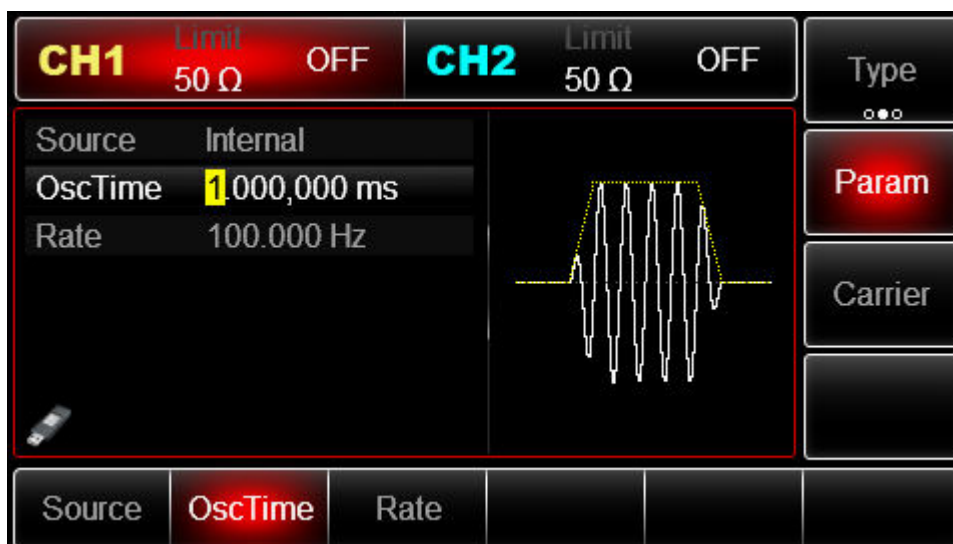 CH1 Limit 50 Ω OFF CH2 Limit 50 Ω OFF
Type
Source Internal
OscTime 1.000,000 ms
Rate 100.000 Hz
Param
Carrier
Source OscTime Rate